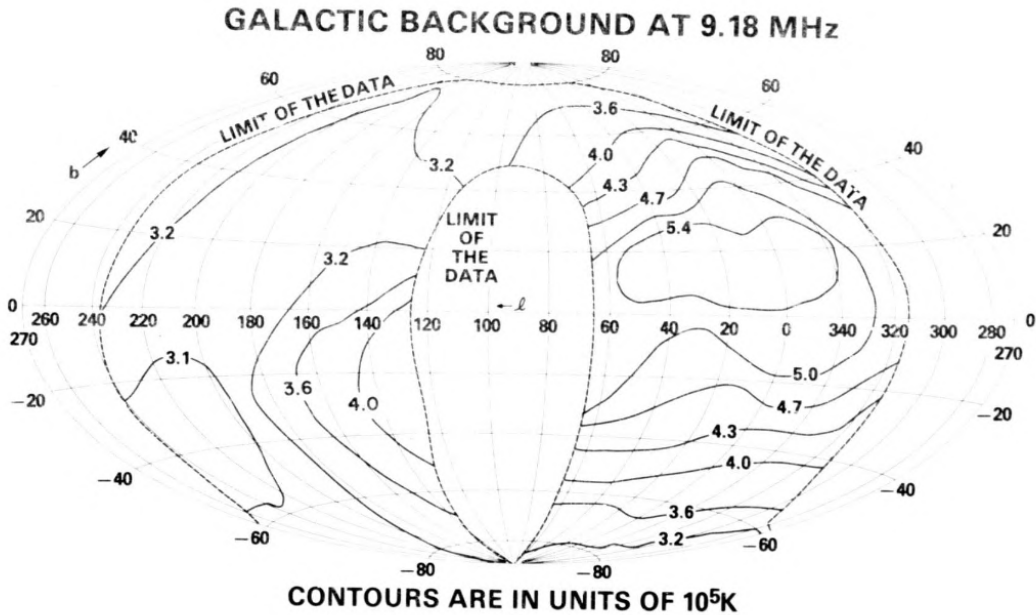 GALACTIC BACKGROUND AT 9.18 MHz
80 80
60 60
LIMIT OF THE DATA LIMIT OF THE DATA
3.6
40 40
b 3.2 4.0
4.3
4.7
LIMIT
OF
THE
DATA
20 5.4 20
3.2 3.2
← ℓ
0 260 240 220 200 180 160 140 120 100 80 60 40 20 0 340 320 300 280 0
270 270
3.1
5.0
3.6 4.0 4.7
-20 -20
4.3
4.0
-40 -40
3.6
3.2
-60 -60
-80 -80
CONTOURS ARE IN UNITS OF 10⁵K